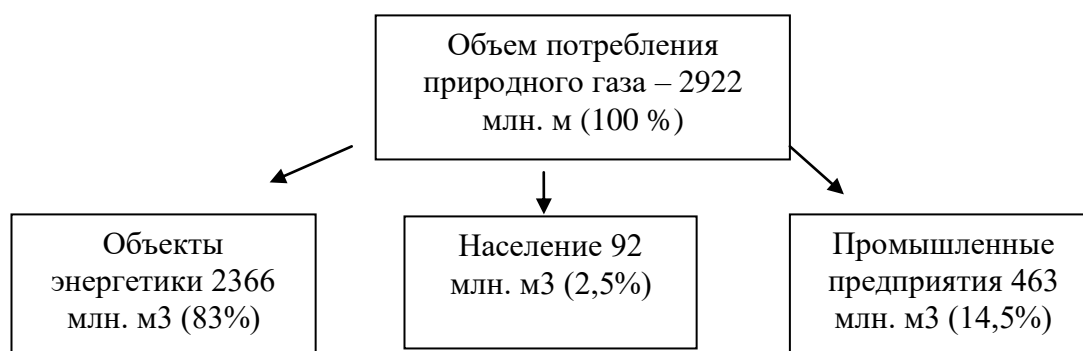 Объем потребления
природного газа – 2922
млн. м (100 %)
Объекты
энергетики 2366
млн. м3 (83%)
Население 92
млн. м3 (2,5%)
Промышленные
предприятия 463
млн. м3 (14,5%)